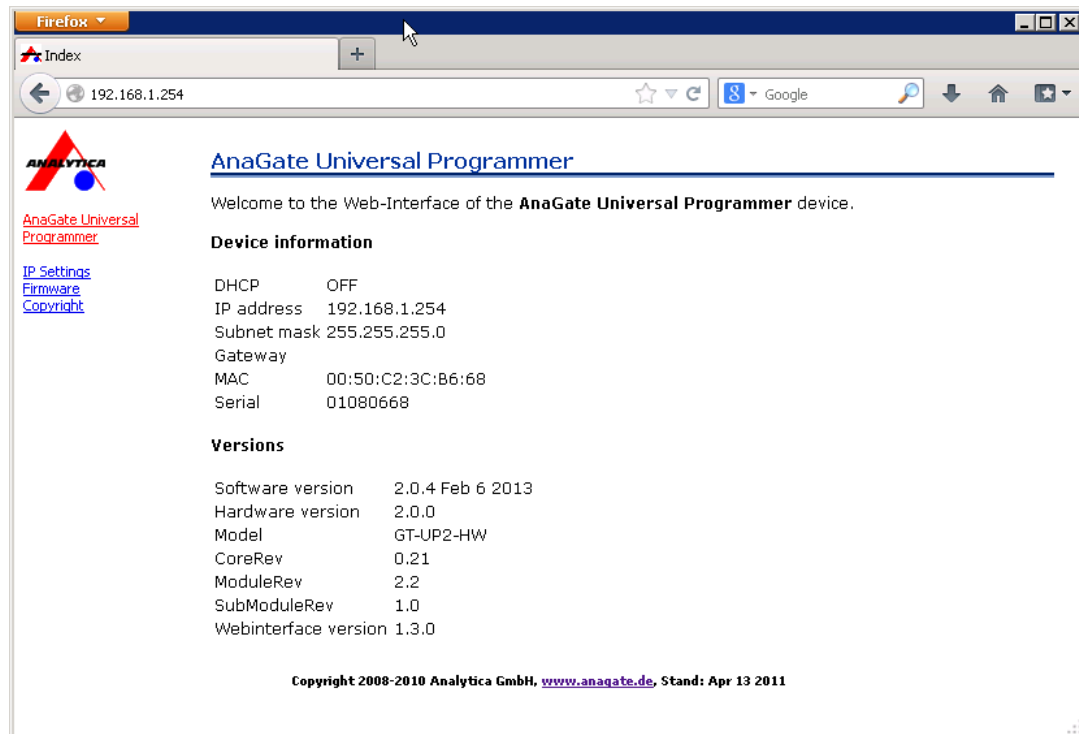 Firefox
Index
192.168.1.254
Google
ANALYTICA
AnaGate Universal
Programmer
IP Settings
Firmware
Copyright
AnaGate Universal Programmer
Welcome to the Web-Interface of the AnaGate Universal Programmer device.
Device information
DHCP OFF
IP address 192.168.1.254
Subnet mask 255.255.255.0
Gateway
MAC 00:50:C2:3C:B6:68
Serial 01080668
Versions
Software version 2.0.4 Feb 6 2013
Hardware version 2.0.0
Model GT-UP2-HW
CoreRev 0.21
ModuleRev 2.2
SubModuleRev 1.0
Webinterface version 1.3.0
Copyright 2008-2010 Analytica GmbH, www.anagate.de, Stand: Apr 13 2011